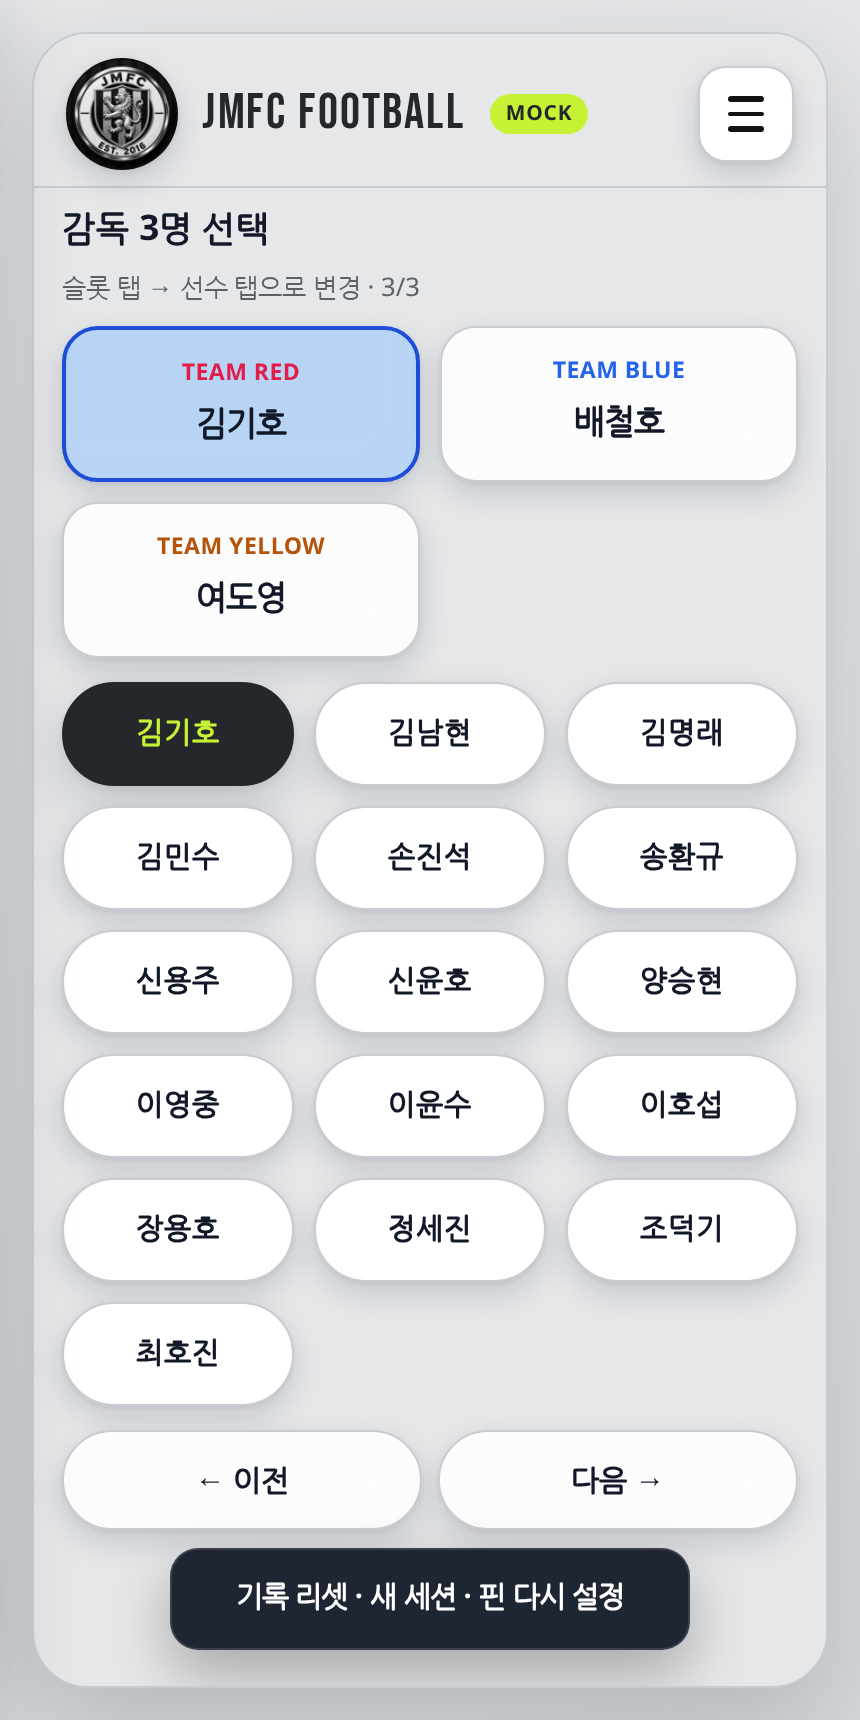 JMFC
EST. 2016
JMFC FOOTBALL
MOCK
감독 3명 선택
슬롯 탭 → 선수 탭으로 변경 · 3/3
TEAM RED
김기호
TEAM BLUE
배철호
TEAM YELLOW
여도영
김기호 김남현 김명래
김민수 손진석 송환규
신용주 신윤호 양승현
이영중 이윤수 이호섭
장용호 정세진 조덕기
최호진
← 이전 다음 →
기록 리셋 · 새 세션 · 핀 다시 설정